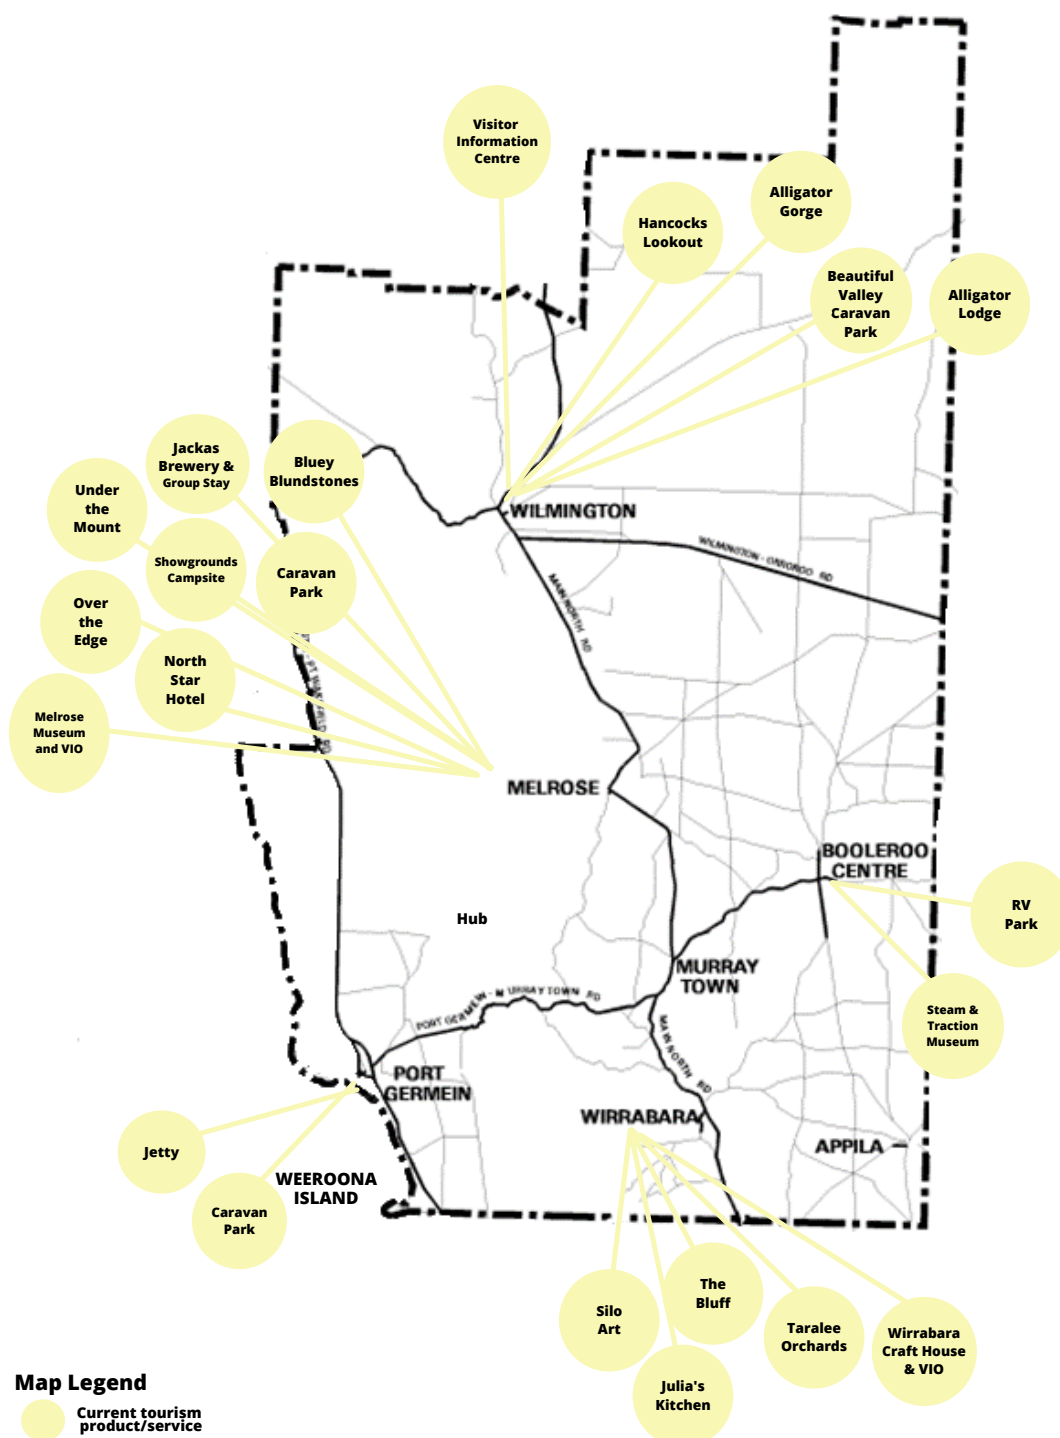 Visitor
Information
Centre
Alligator
Gorge
Hancocks
Lookout
Beautiful
Valley
Caravan
Park
Alligator
Lodge
Jackas
Brewery &
Group Stay
Bluey
Blundstones
Under
the
Mount
Showgrounds
Campsite
Caravan
Park
Over
the
Edge
North
Star
Hotel
Melrose
Museum
and VIO
WILMINGTON
MAIN NORTH RD
MELROSE
BOOLEROO
CENTRE
RV
Park
Hub
MURRAY
TOWN
PORT GERMEIN - MURRAY TOWN RD
MAIN NORTH RD
Steam &
Traction
Museum
PORT
GERMEIN
WIRRABARA
APPILA
Jetty
WEEROONA
ISLAND
Caravan
Park
Silo
Art
The
Bluff
Taralee
Orchards
Wirrabara
Craft House
& VIO
Julia's
Kitchen
Map Legend
Current tourism
product/service